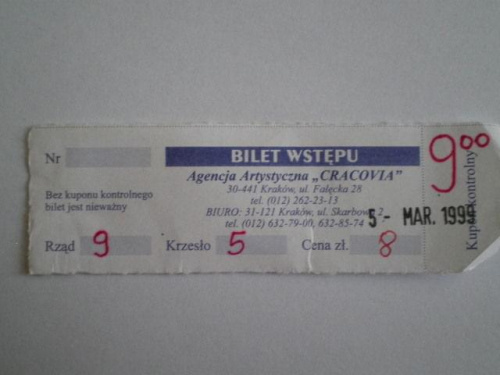 Nr
BILET WSTĘPU
Agencja Artystyczna „CRACOVIA”
30-441 Kraków, ul. Fałęcka 28
tel. (012) 262-23-13
BIURO: 31-121 Kraków, ul. Skarbowa 2
tel. (012) 632-79-00, 632-85-74
Bez kuponu kontrolnego
bilet jest nieważny
5- MAR. 1999
Rząd 9 Krzesło 5 Cena zł. 8
9⁰⁰
Kupon kontrolny